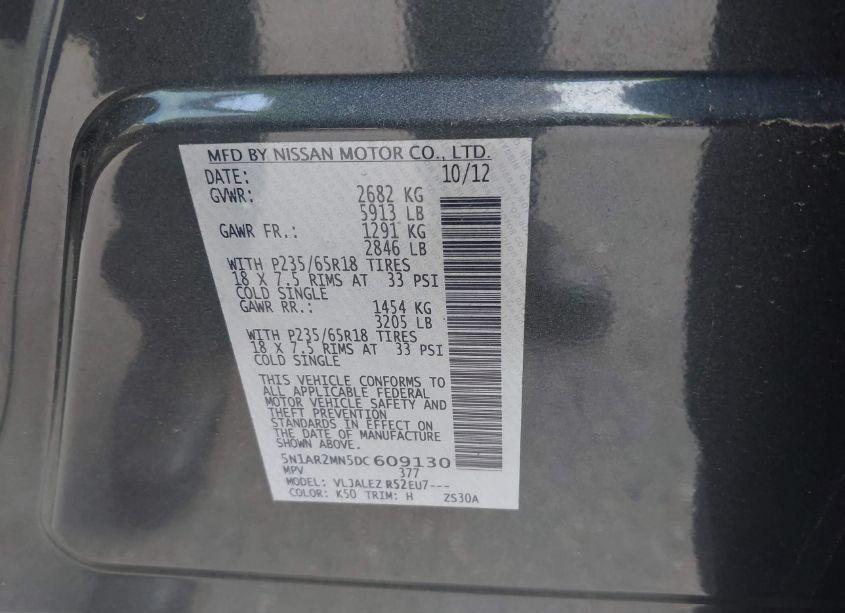 MFD BY NISSAN MOTOR CO., LTD.
DATE: 10/12
GVWR: 2682 KG
5913 LB
GAWR FR.: 1291 KG
2846 LB
WITH P235/65R18 TIRES
18 X 7.5 RIMS AT 33 PSI
COLD SINGLE
GAWR RR.: 1454 KG
3205 LB
WITH P235/65R18 TIRES
18 X 7.5 RIMS AT 33 PSI
COLD SINGLE
THIS VEHICLE CONFORMS TO
ALL APPLICABLE FEDERAL
MOTOR VEHICLE SAFETY AND
THEFT PREVENTION
STANDARDS IN EFFECT ON
THE DATE OF MANUFACTURE
SHOWN ABOVE.
5N1AR2MN5DC609130
MPV 377
MODEL: VLJALEZ R52EU7---
COLOR: K50 TRIM: H ZS30A